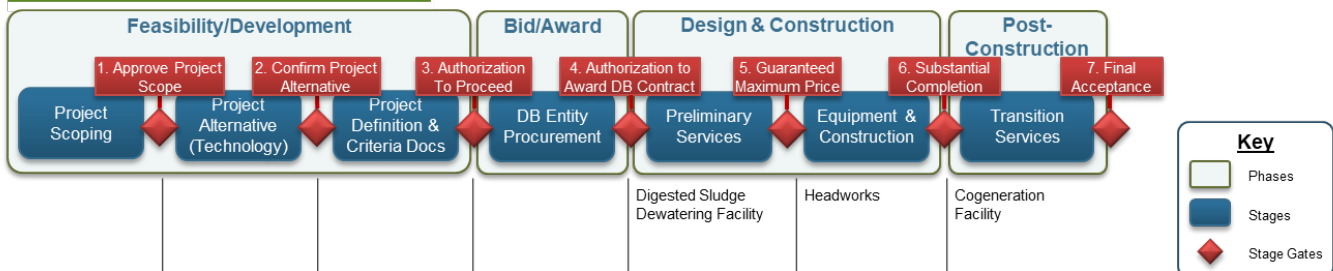 Feasibility/Development
Bid/Award
Design & Construction
Post-
Construction
1. Approve Project
Scope
2. Confirm Project
Alternative
3. Authorization
To Proceed
4. Authorization to
Award DB Contract
5. Guaranteed
Maximum Price
6. Substantial
Completion
7. Final
Acceptance
Project
Scoping
Project
Alternative
(Technology)
Project
Definition &
Criteria Docs
DB Entity
Procurement
Preliminary
Services
Equipment &
Construction
Transition
Services
Digested Sludge
Dewatering Facility
Headworks
Cogeneration
Facility
Key
Phases
Stages
Stage Gates